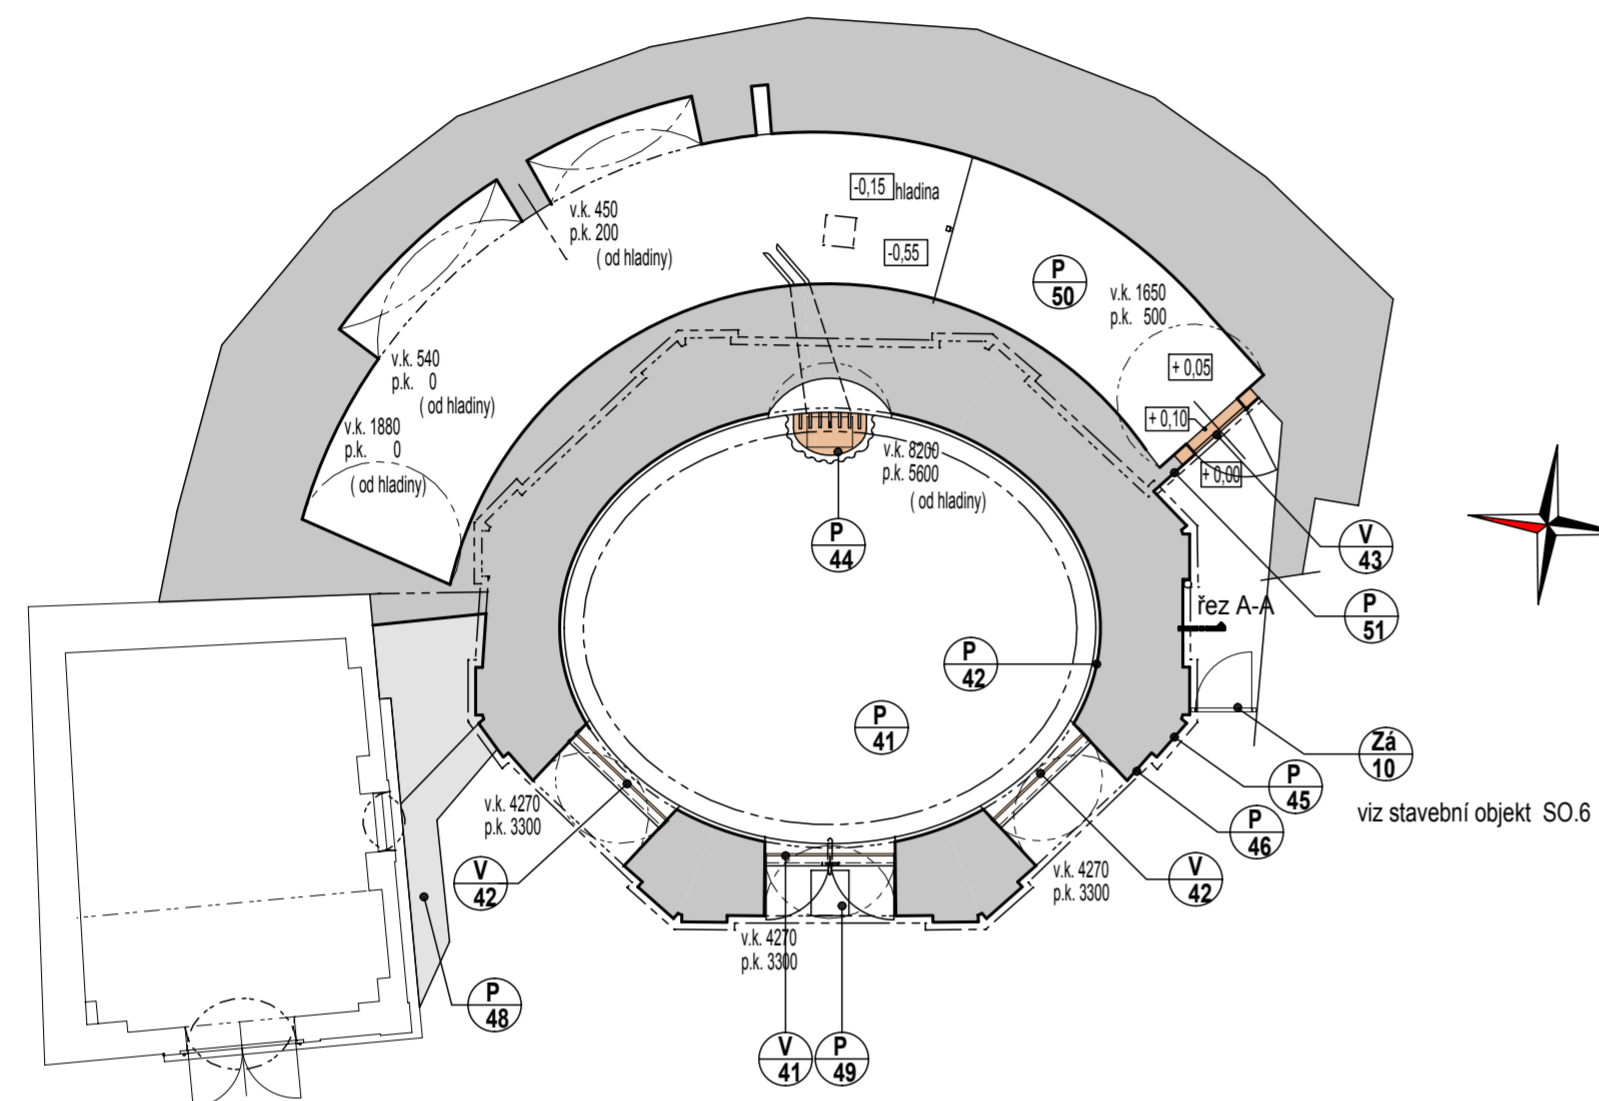 -0,15 hladina
v.k. 450
p.k. 200
( od hladiny)
-0,55
P
50
v.k. 1650
p.k. 500
+ 0,05
v.k. 540
p.k. 0
( od hladiny)
+ 0,10
v.k. 1880
p.k. 0
( od hladiny)
v.k. 8200
p.k. 5600
( od hladiny)
+ 0,00
P
44
V
43
P
51
řez A-A
P
42
P
41
Zá
10
P
45
viz stavební objekt SO.6
P
46
v.k. 4270
p.k. 3300
V
42
V
42
v.k. 4270
p.k. 3300
v.k. 4270
p.k. 3300
P
48
V
41
P
49